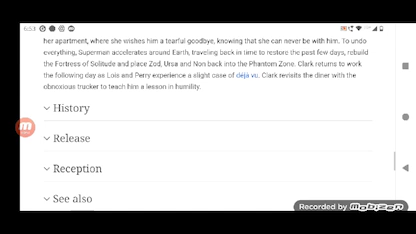 6:53
her apartment, where she wishes him a tearful goodbye, knowing that she can never be with him. To undo
everything, Superman accelerates around Earth, traveling back in time to restore the past few days, rebuild
the Fortress of Solitude and place Zod, Ursa and Non back into the Phantom Zone. Clark returns to work
the following day as Lois and Perry experience a slight case of déjà vu. Clark revisits the diner with the
obnoxious trucker to teach him a lesson in humility.
History
Release
Reception
See also
Recorded by Mobizen